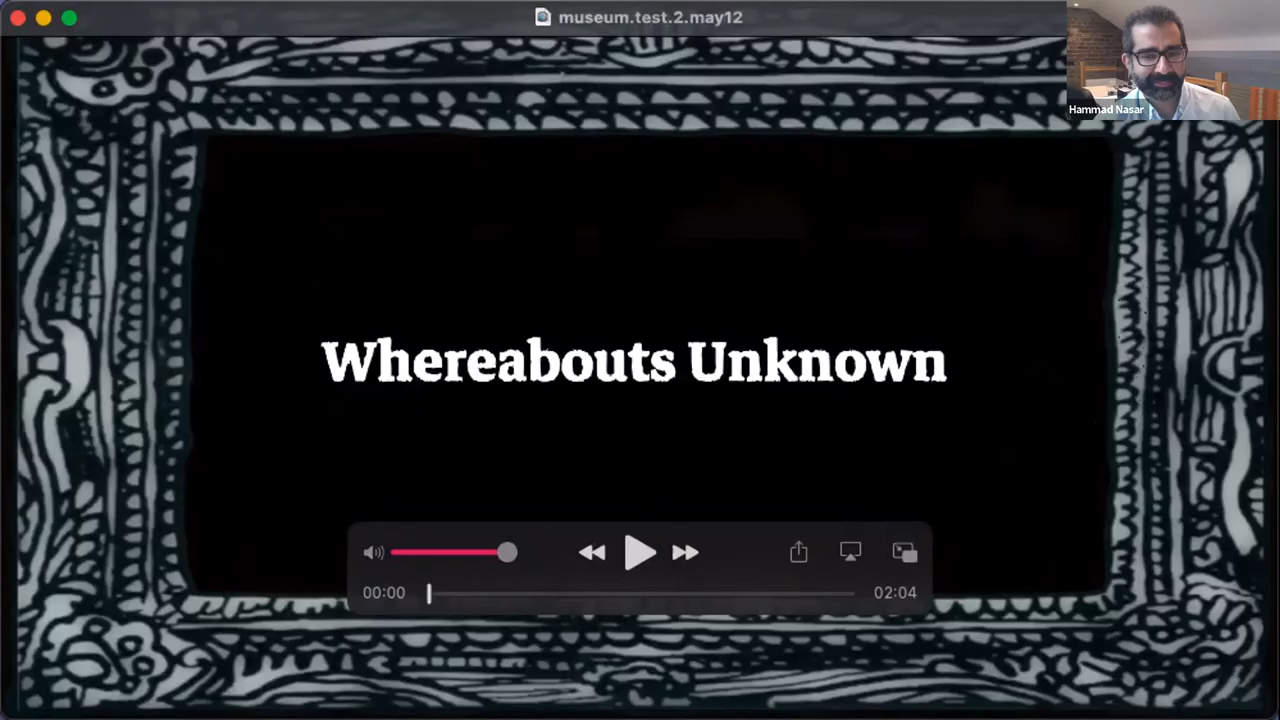 museum.test.2.may12
Hammad Nasar
Whereabouts Unknown
00:00
02:04